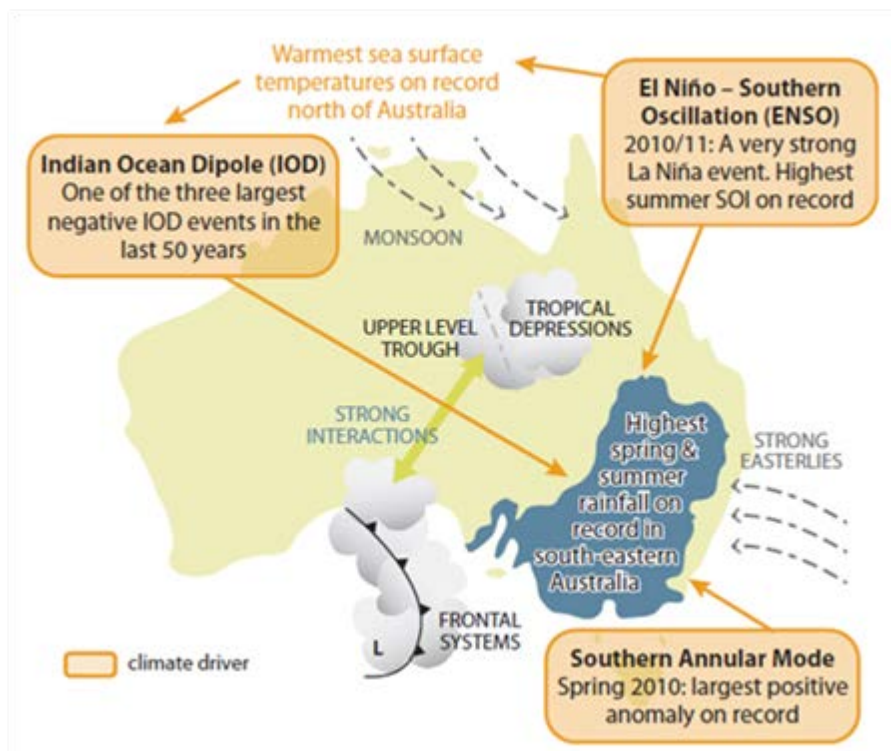 Warmest sea surface
temperatures on record
north of Australia
El Niño – Southern
Oscillation (ENSO)
2010/11: A very strong
La Niña event. Highest
summer SOI on record
Indian Ocean Dipole (IOD)
One of the three largest
negative IOD events in the
last 50 years
MONSOON
UPPER LEVEL
TROUGH
TROPICAL
DEPRESSIONS
STRONG
INTERACTIONS
Highest
spring &
summer
rainfall on
record in
south-eastern
Australia
STRONG
EASTERLIES
FRONTAL
SYSTEMS
L
climate driver
Southern Annular Mode
Spring 2010: largest positive
anomaly on record